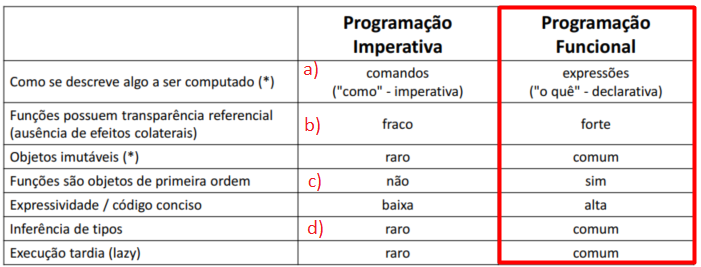 Programação Imperativa
Programação Funcional
Como se descreve algo a ser computado (*)
a)
comandos
("como" - imperativa)
expressões
("o quê" - declarativa)
Funções possuem transparência referencial
(ausência de efeitos colaterais)
b)
fraco
forte
Objetos imutáveis (*)
raro
comum
Funções são objetos de primeira ordem
c)
não
sim
Expressividade / código conciso
baixa
alta
Inferência de tipos
d)
raro
comum
Execução tardia (lazy)
raro
comum